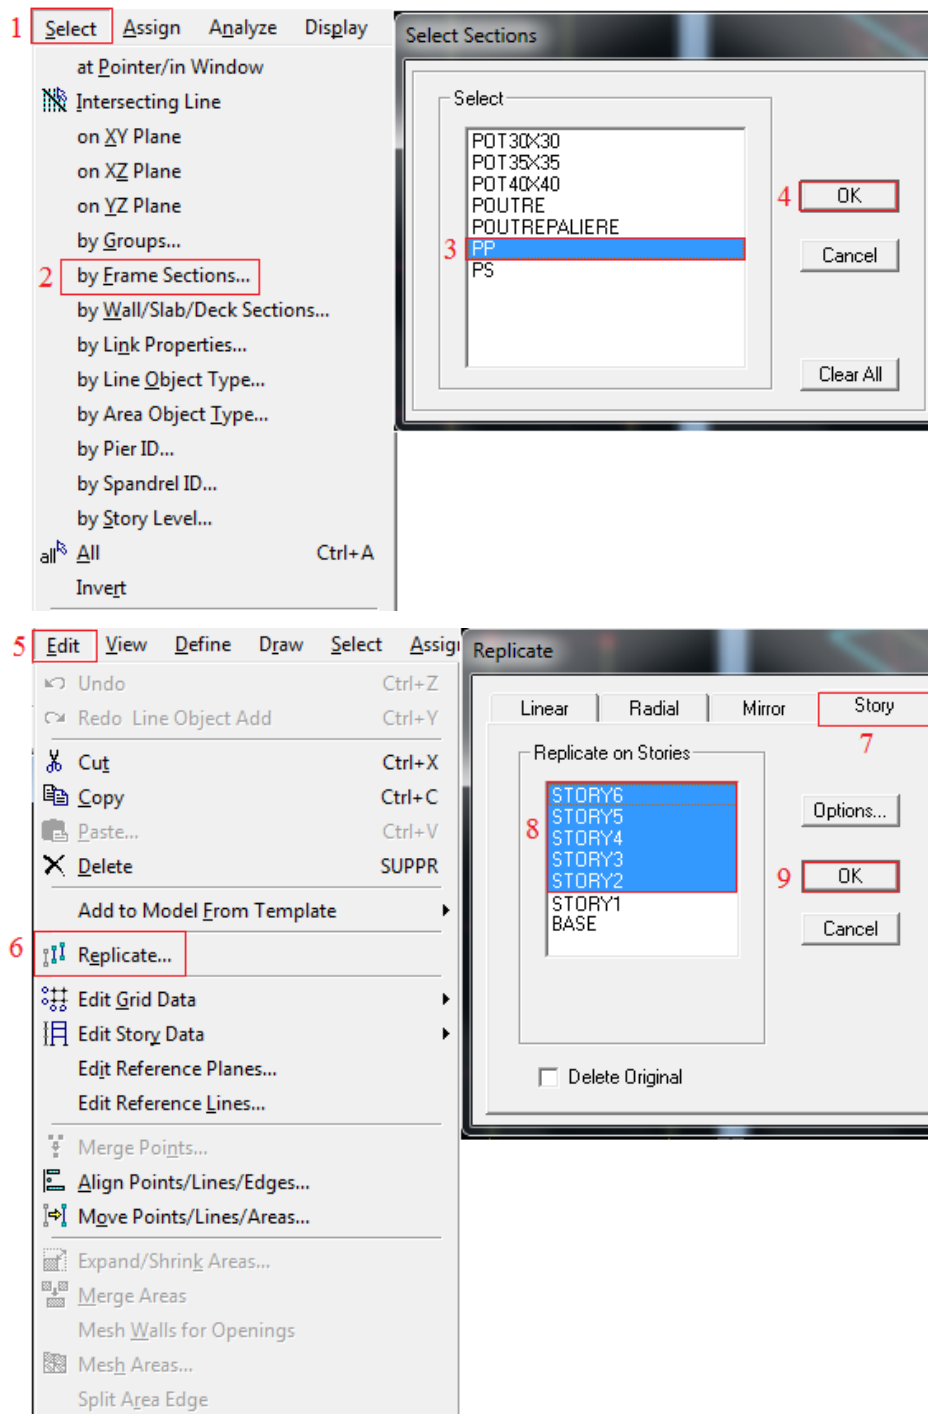 1 Select Assign Analyze Display
at Pointer/in Window
Intersecting Line
on XY Plane
on XZ Plane
on YZ Plane
by Groups...
2 by Frame Sections...
by Wall/Slab/Deck Sections...
by Link Properties...
by Line Object Type...
by Area Object Type...
by Pier ID...
by Spandrel ID...
by Story Level...
all All Ctrl+A
Invert
Select Sections
Select
POT30X30
POT35X35
POT40X40
POUTRE
POUTREPALIERE
3 PP
PS
4 OK
Cancel
Clear All
5 Edit View Define Draw Select Assig
Undo Ctrl+Z
Redo Line Object Add Ctrl+Y
Cut Ctrl+X
Copy Ctrl+C
Paste... Ctrl+V
Delete SUPPR
Add to Model From Template
6 Replicate...
Edit Grid Data
Edit Story Data
Edit Reference Planes...
Edit Reference Lines...
Merge Points...
Align Points/Lines/Edges...
Move Points/Lines/Areas...
Expand/Shrink Areas...
Merge Areas
Mesh Walls for Openings
Mesh Areas...
Split Area Edge
Replicate
Linear Radial Mirror Story
7
Replicate on Stories
STORY6
STORY5
8 STORY4
STORY3
STORY2
STORY1
BASE
Options...
9 OK
Cancel
Delete Original